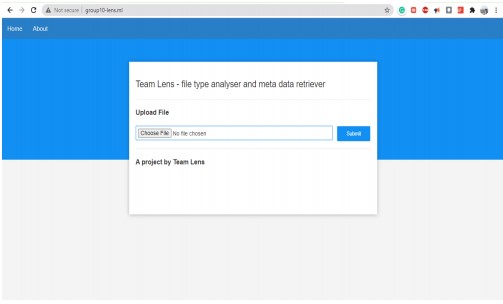 Not secure | group10-lens.ml
Home About
Team Lens - file type analyser and meta data retriever
Upload File
Choose File No file chosen
Submit
A project by Team Lens